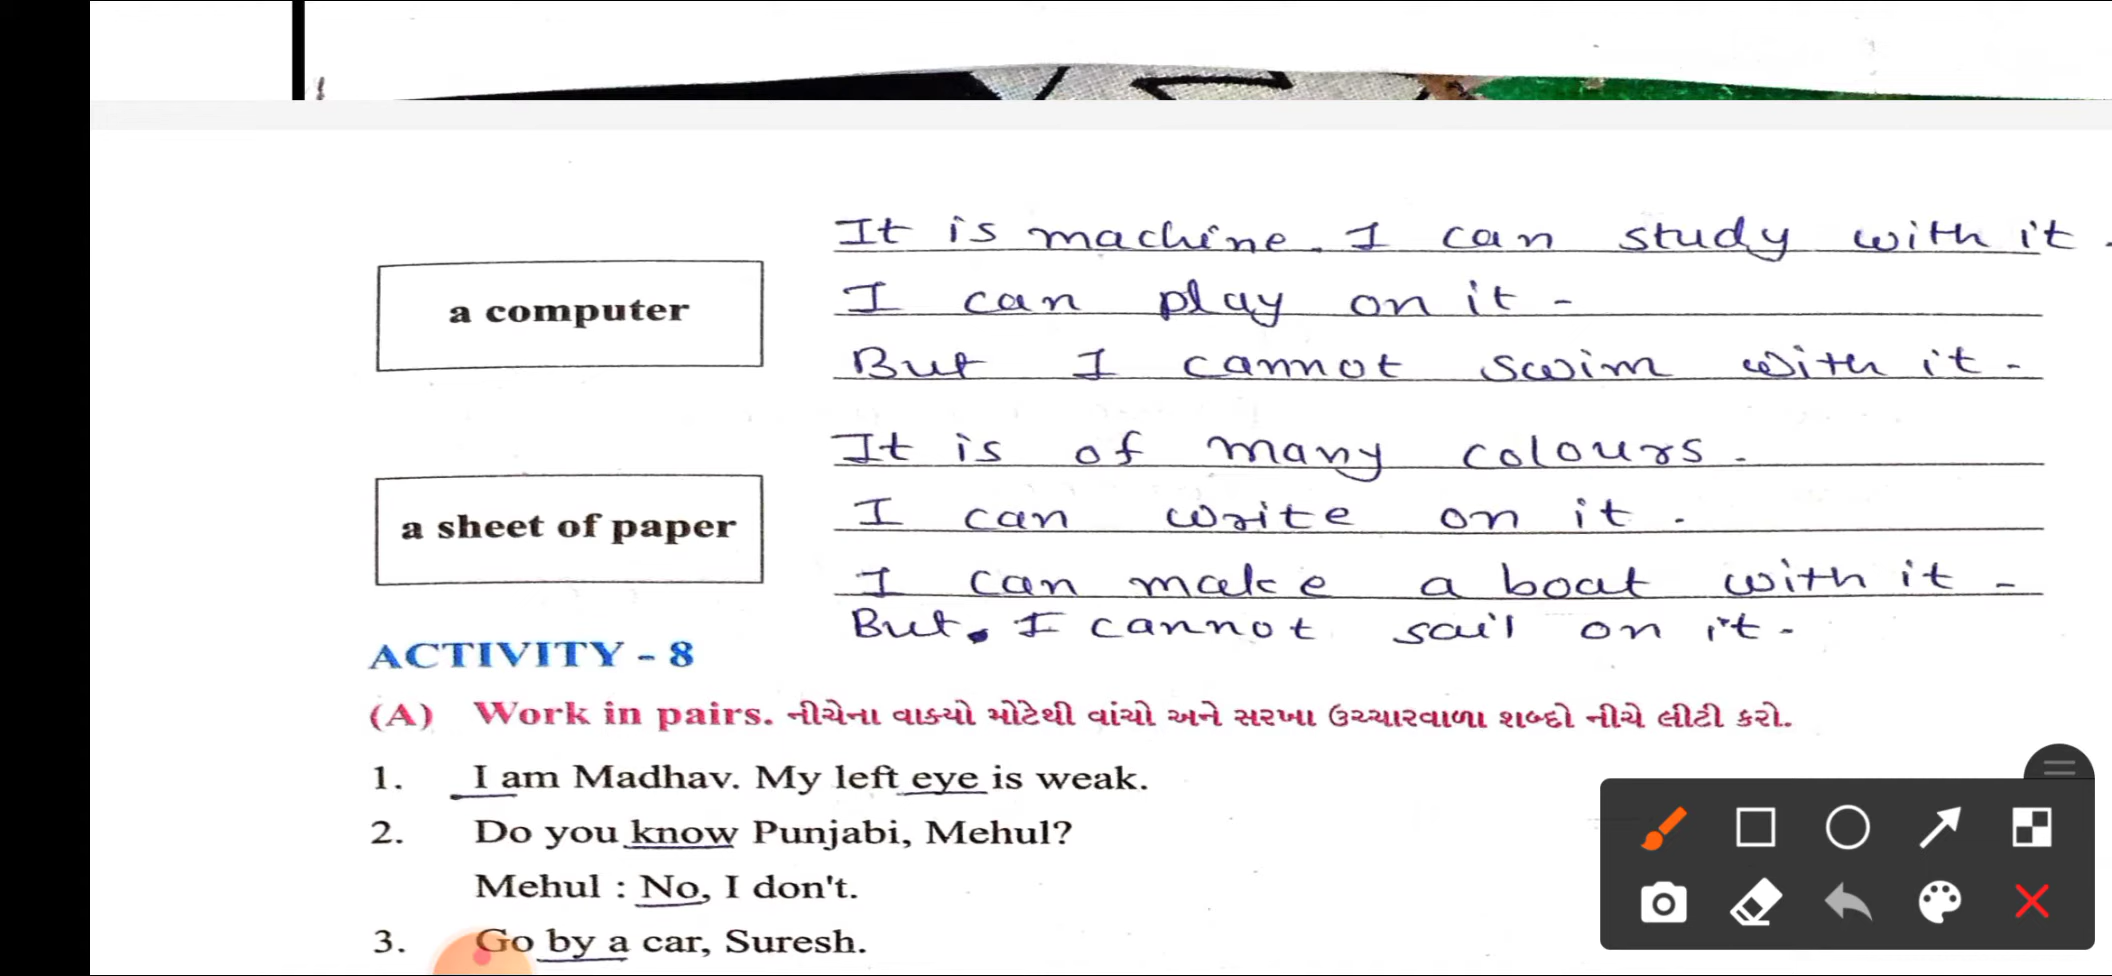 It is machine. I can study with it.
a computer
I can play on it.
But I cannot swim with it.
It is of many colours.
a sheet of paper
I can write on it.
I can make a boat with it.
But, I cannot sail on it.
ACTIVITY - 8
(A) Work in pairs. નીચેના વાક્યો મોટેથી વાંચો અને સરખા ઉચ્ચારવાળા શબ્દો નીચે લીટી કરો.
1. I am Madhav. My left eye is weak.
2. Do you know Punjabi, Mehul?
Mehul : No, I don't.
3. Go by a car, Suresh.